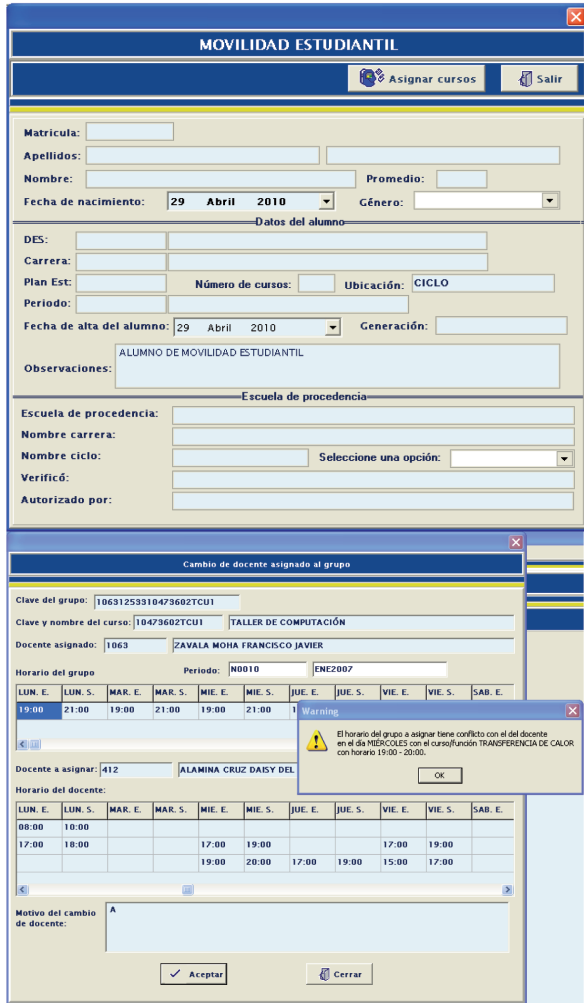 MOVILIDAD ESTUDIANTIL
Asignar cursos Salir
Matricula:
Apellidos:
Nombre: Promedio:
Fecha de nacimiento: 29 Abril 2010 Género:
Datos del alumno
DES:
Carrera:
Plan Est: Número de cursos: Ubicación: CICLO
Periodo:
Fecha de alta del alumno: 29 Abril 2010 Generación:
ALUMNO DE MOVILIDAD ESTUDIANTIL
Observaciones:
Escuela de procedencia
Escuela de procedencia:
Nombre carrera:
Nombre ciclo: Seleccione una opción:
Verificó:
Autorizado por:
Cambio de docente asignado al grupo
Clave del grupo: 10631253310473602TCU1
Clave y nombre del curso: 10473602TCU1 TALLER DE COMPUTACIÓN
Docente asignado: 1063 ZAVALA MOHA FRANCISCO JAVIER
Horario del grupo Periodo: N0010 ENE2007
LUN. E. LUN. S. MAR. E. MAR. S. MIE. E. MIE. S. JUE. E. JUE. S. VIE. E. VIE. S. SAB. E.
19:00 21:00 19:00 21:00 19:00 21:00
Warning
El horario del grupo a asignar tiene conflicto con el del docente
en el día MIÉRCOLES con el curso/función TRANSFERENCIA DE CALOR
con horario 19:00 - 20:00.
OK
Docente a asignar: 412 ALAMINA CRUZ DAISY DEL
Horario del docente:
LUN. E. LUN. S. MAR. E. MAR. S. MIE. E. MIE. S. JUE. E. JUE. S. VIE. E. VIE. S. SAB. E.
08:00 10:00
17:00 18:00 17:00 19:00 17:00 19:00
19:00 20:00 17:00 19:00 15:00 17:00
Motivo del cambio A
de docente:
Aceptar Cerrar